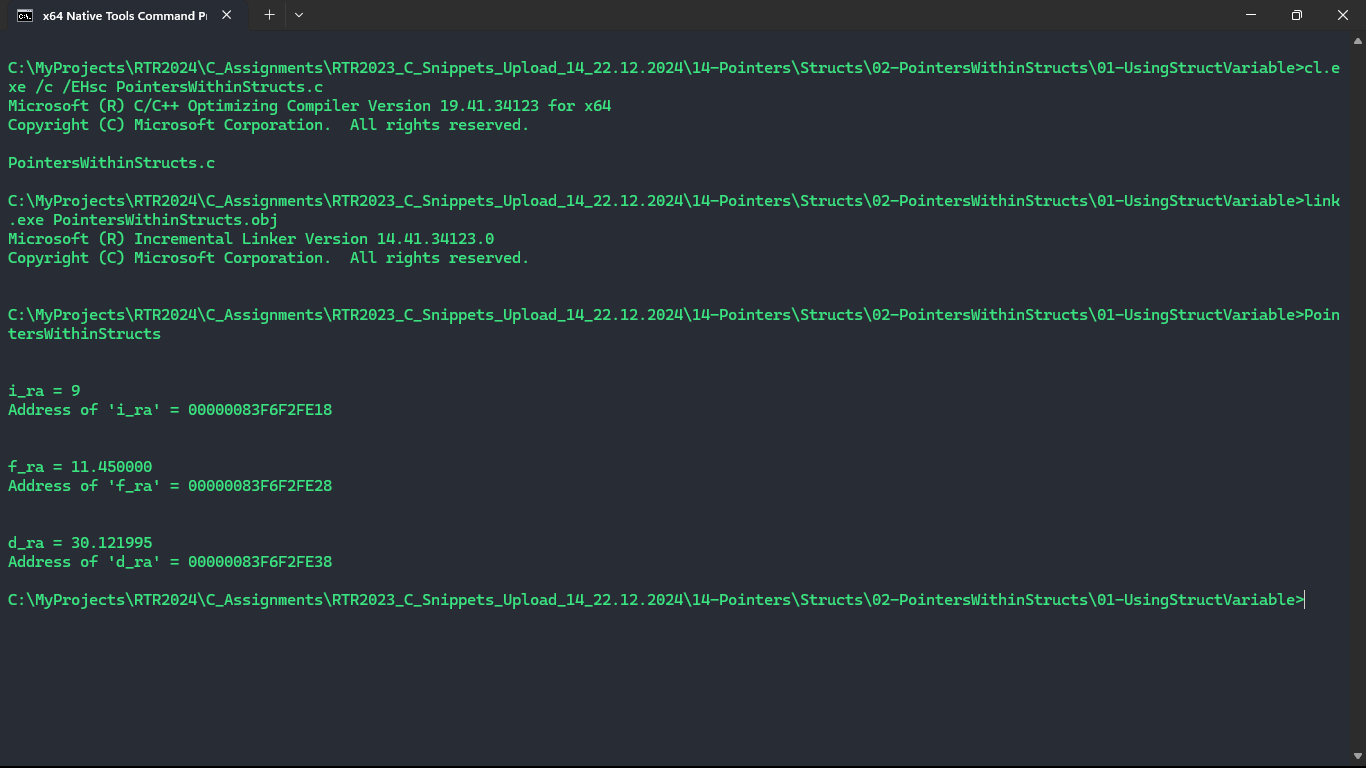 x64 Native Tools Command P
C:\MyProjects\RTR2024\C_Assignments\RTR2023_C_Snippets_Upload_14_22.12.2024\14-Pointers\Structs\02-PointersWithinStructs\01-UsingStructVariable>cl.e
xe /c /EHsc PointersWithinStructs.c
Microsoft (R) C/C++ Optimizing Compiler Version 19.41.34123 for x64
Copyright (C) Microsoft Corporation.  All rights reserved.
PointersWithinStructs.c
C:\MyProjects\RTR2024\C_Assignments\RTR2023_C_Snippets_Upload_14_22.12.2024\14-Pointers\Structs\02-PointersWithinStructs\01-UsingStructVariable>link
.exe PointersWithinStructs.obj
Microsoft (R) Incremental Linker Version 14.41.34123.0
Copyright (C) Microsoft Corporation.  All rights reserved.
C:\MyProjects\RTR2024\C_Assignments\RTR2023_C_Snippets_Upload_14_22.12.2024\14-Pointers\Structs\02-PointersWithinStructs\01-UsingStructVariable>Poin
tersWithinStructs
i_ra = 9
Address of 'i_ra' = 00000083F6F2FE18
f_ra = 11.450000
Address of 'f_ra' = 00000083F6F2FE28
d_ra = 30.121995
Address of 'd_ra' = 00000083F6F2FE38
C:\MyProjects\RTR2024\C_Assignments\RTR2023_C_Snippets_Upload_14_22.12.2024\14-Pointers\Structs\02-PointersWithinStructs\01-UsingStructVariable>